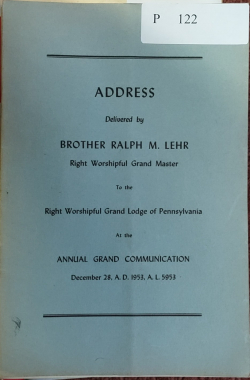 P 122
ADDRESS
Delivered by
BROTHER RALPH M. LEHR
Right Worshipful Grand Master
To the
Right Worshipful Grand Lodge of Pennsylvania
At the
ANNUAL GRAND COMMUNICATION
December 28, A. D. 1953, A. L. 5953